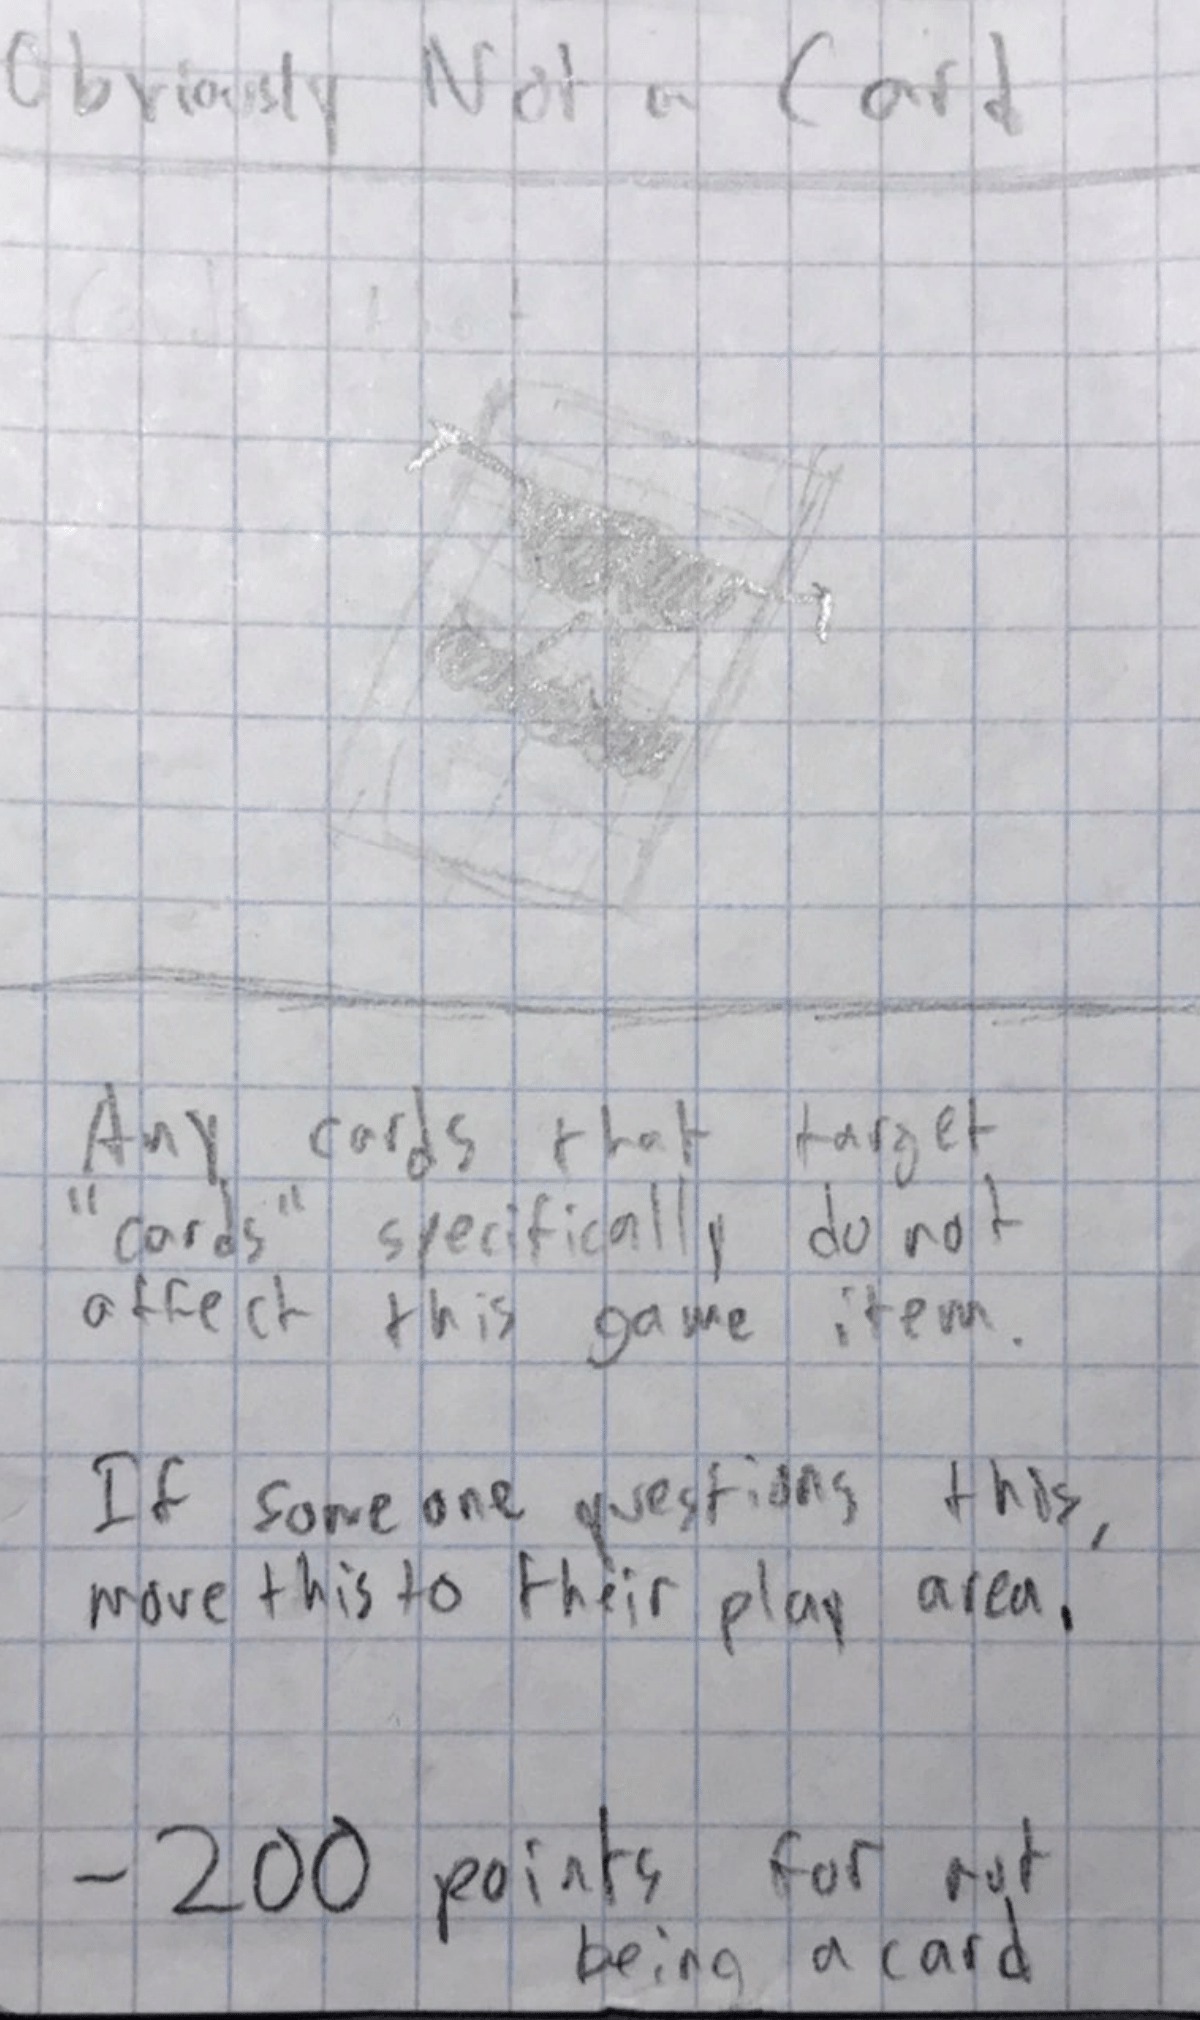 Obviously Not a Card
Any cards that target
"cards" specifically do not
affect this game item.
If someone questions this,
move this to their play area.
-200 points for not
being a card